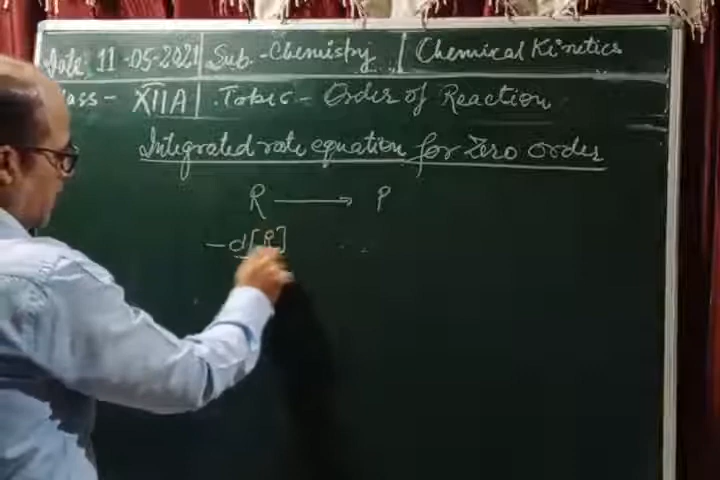 Date 11-05-2021 Sub.-Chemistry Chemical Kinetics
Class - XIIA Topic - Order of Reaction
Integrated rate equation for Zero order
R → P
-d[R]